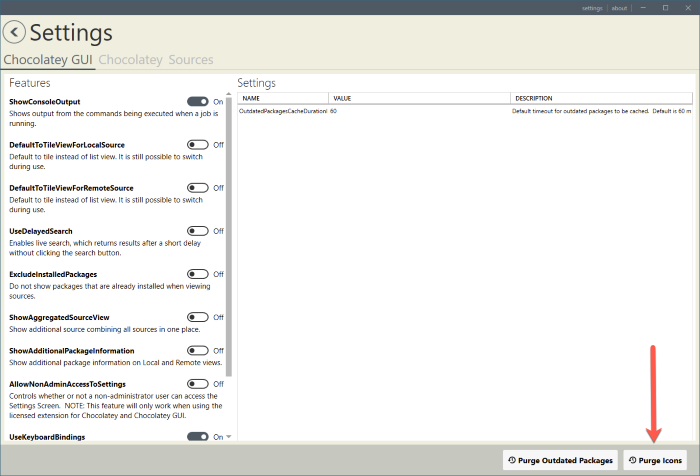 settings
about
Settings
Chocolatey GUI Chocolatey Sources
Features
ShowConsoleOutput On
Shows output from the commands being executed when a job is
running.
DefaultToTileViewForLocalSource Off
Default to tile instead of list view. It is still possible to switch
during use.
DefaultToTileViewForRemoteSource Off
Default to tile instead of list view. It is still possible to switch
during use.
UseDelayedSearch Off
Enables live search, which returns results after a short delay
without clicking the search button.
ExcludeInstalledPackages Off
Do not show packages that are already installed when viewing
sources.
ShowAggregatedSourceView Off
Show additional source combining all sources in one place.
ShowAdditionalPackageInformation Off
Show additional package information on Local and Remote views.
AllowNonAdminAccessToSettings Off
Controls whether or not a non-administrator user can access the
Settings Screen. NOTE: This feature will only work when using the
licensed extension for Chocolatey and Chocolatey GUI.
UseKeyboardBindings On
Settings
NAME VALUE DESCRIPTION
OutdatedPackagesCacheDurationI 60 Default timeout for outdated packages to be cached. Default is 60 m
Purge Outdated Packages
Purge Icons